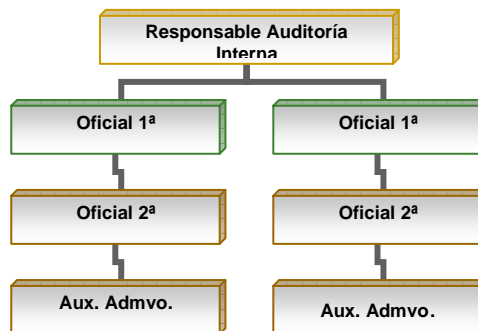 Responsable Auditoría
Interna
Oficial 1ª
Oficial 1ª
Oficial 2ª
Oficial 2ª
Aux. Admvo.
Aux. Admvo.